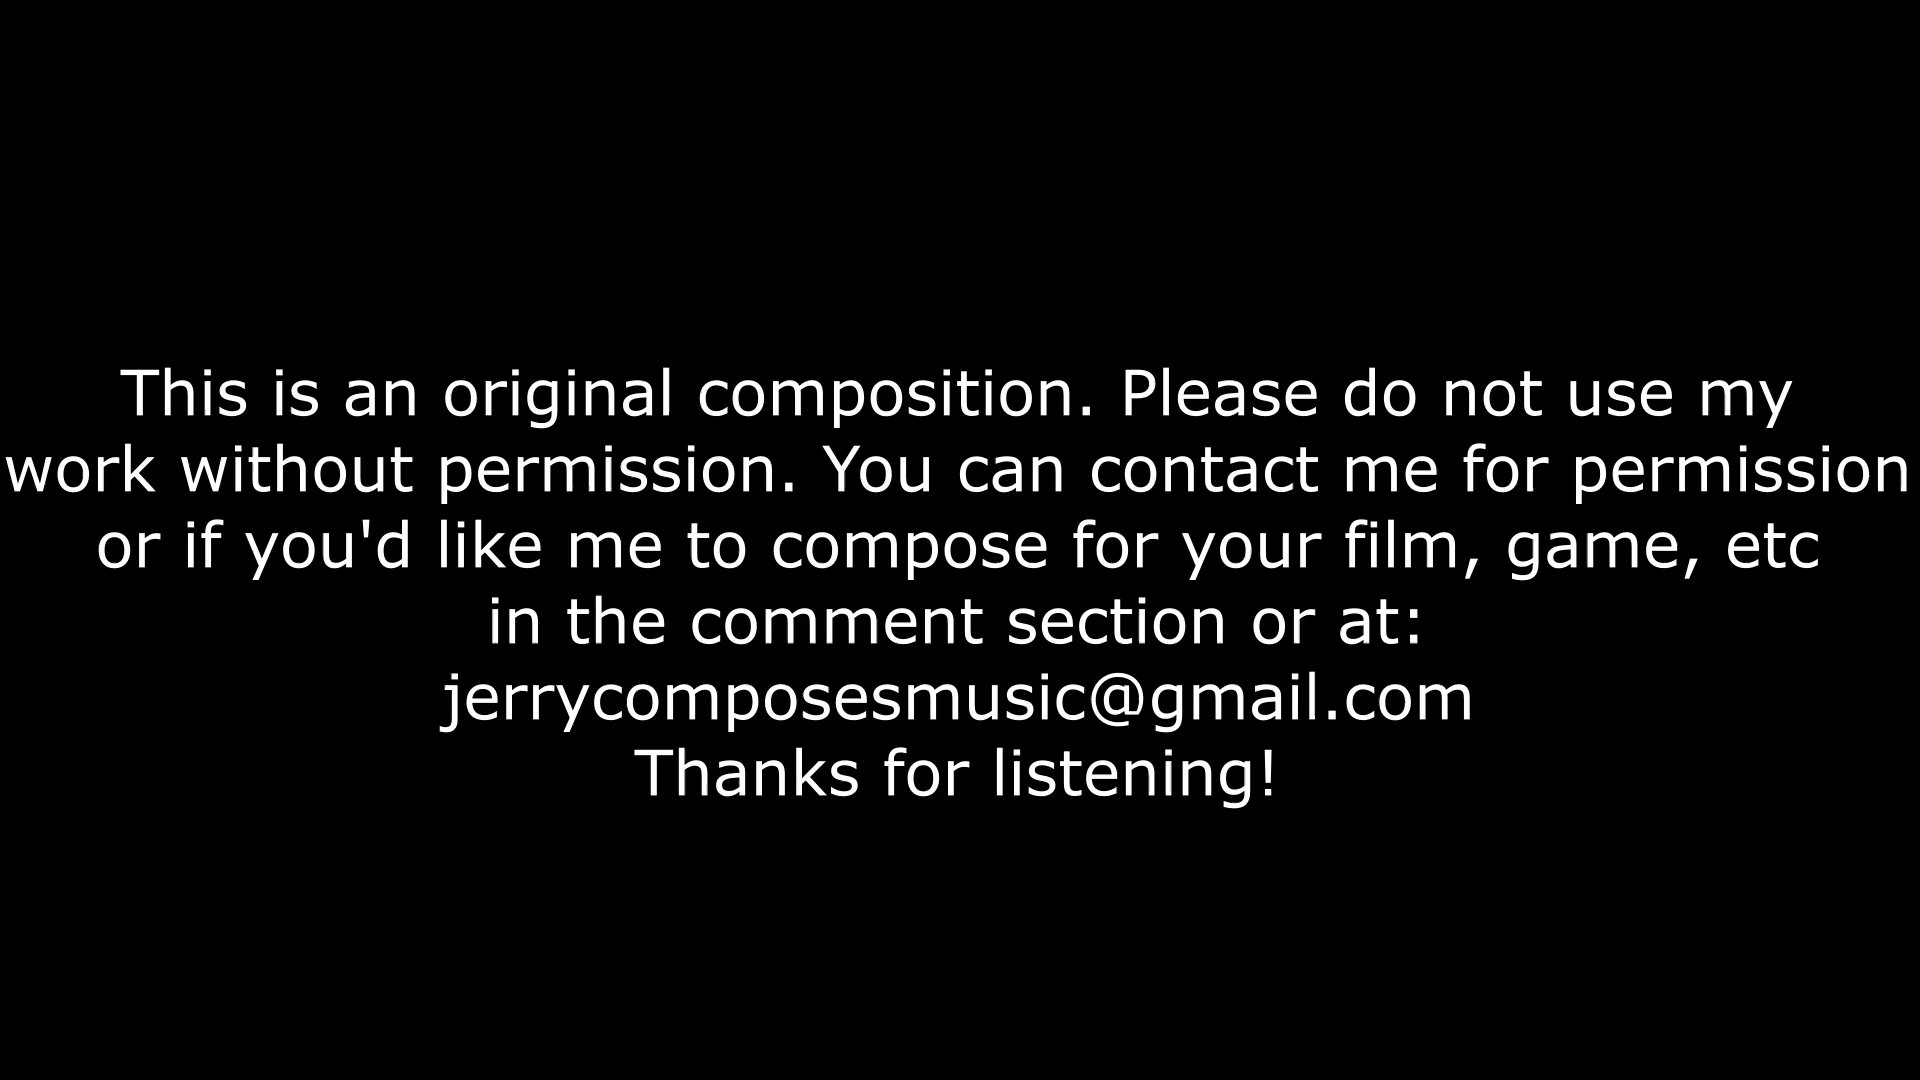 This is an original composition. Please do not use my
work without permission. You can contact me for permission
or if you'd like me to compose for your film, game, etc
in the comment section or at:
jerrycomposesmusic@gmail.com
Thanks for listening!